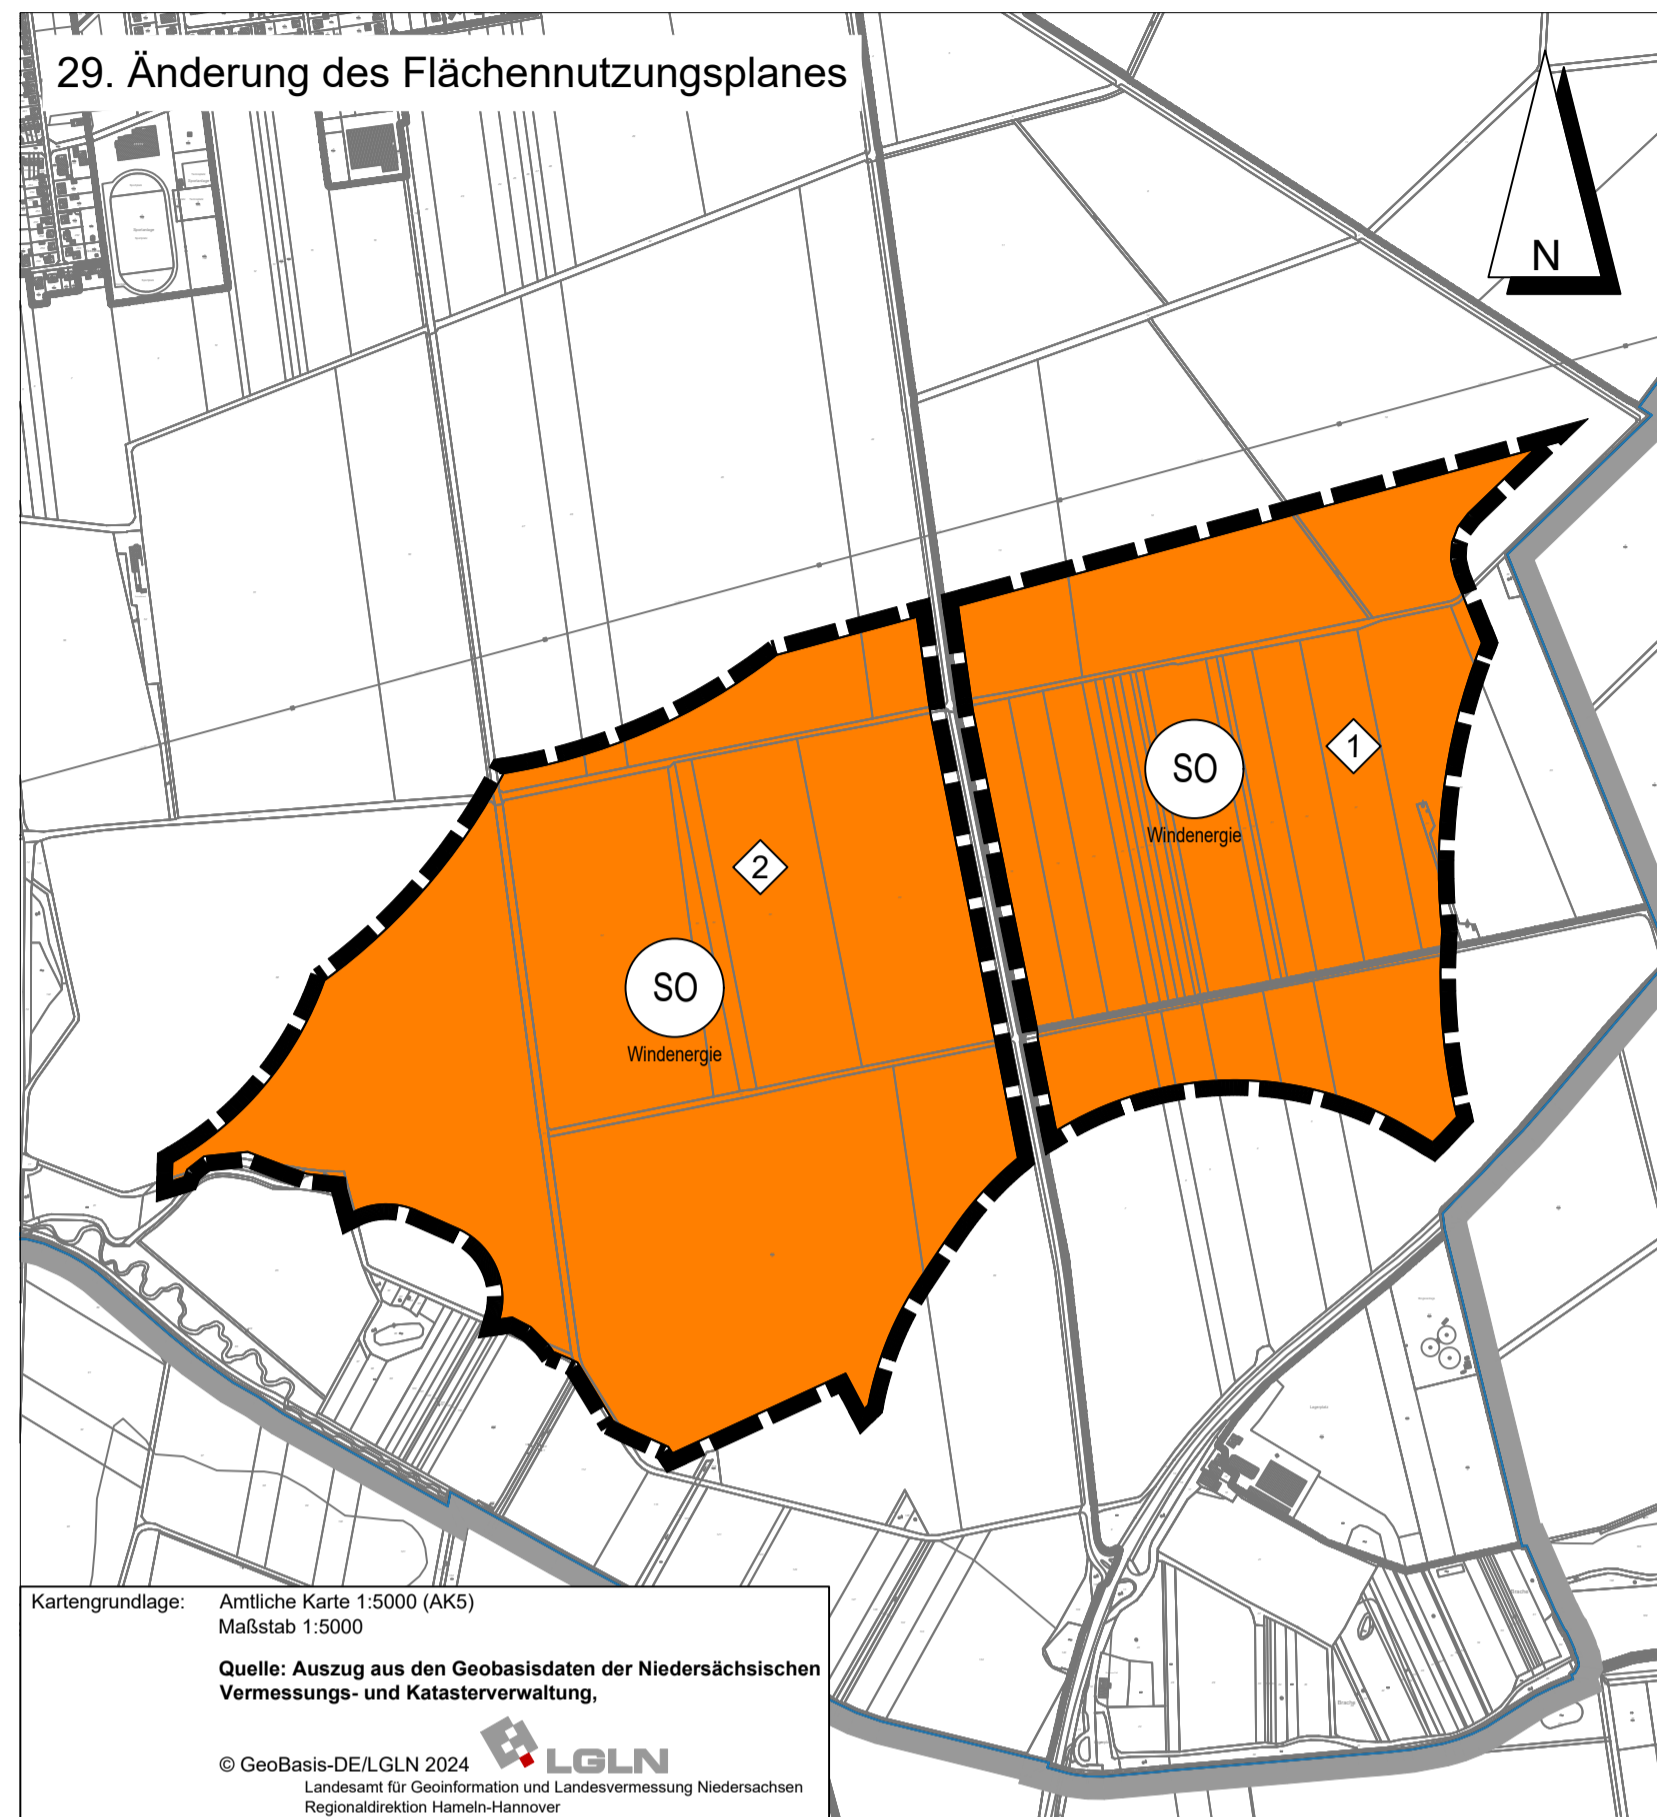 29. Änderung des Flächennutzungsplanes
N
1
SO
Windenergie
2
SO
Windenergie
Kartengrundlage: Amtliche Karte 1:5000 (AK5)
Maßstab 1:5000
Quelle: Auszug aus den Geobasisdaten der Niedersächsischen
Vermessungs- und Katasterverwaltung,
© GeoBasis-DE/LGLN 2024
LGLN
Landesamt für Geoinformation und Landesvermessung Niedersachsen
Regionaldirektion Hameln-Hannover